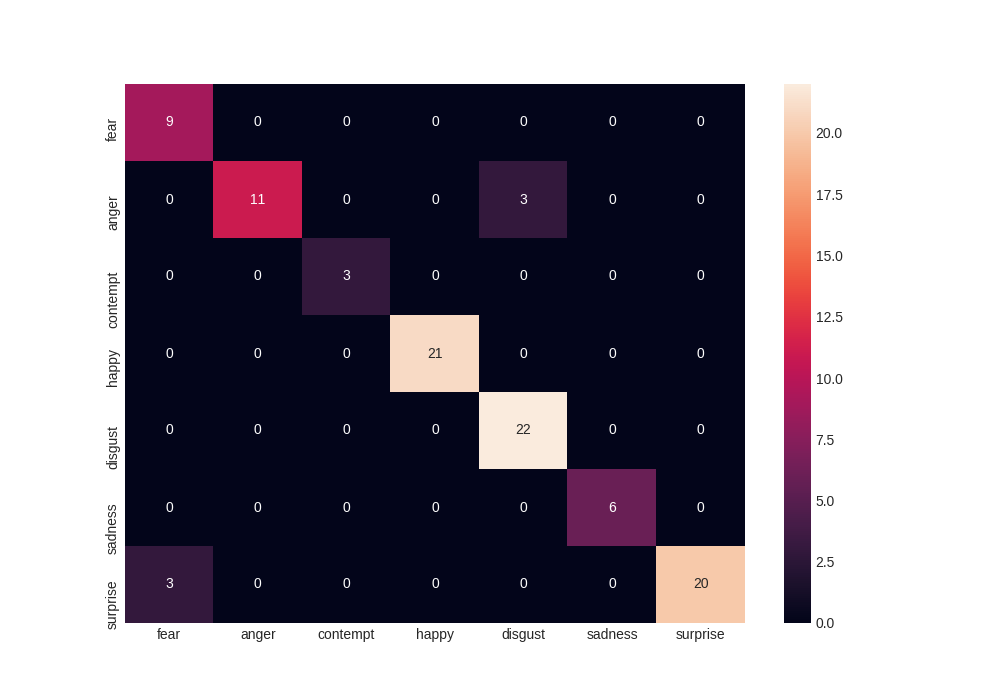 fear 9 0 0 0 0 0 0
anger 0 11 0 0 3 0 0
contempt 0 0 3 0 0 0 0
happy 0 0 0 21 0 0 0
disgust 0 0 0 0 22 0 0
sadness 0 0 0 0 0 6 0
surprise 3 0 0 0 0 0 20
fear anger contempt happy disgust sadness surprise
20.0
17.5
15.0
12.5
10.0
7.5
5.0
2.5
0.0